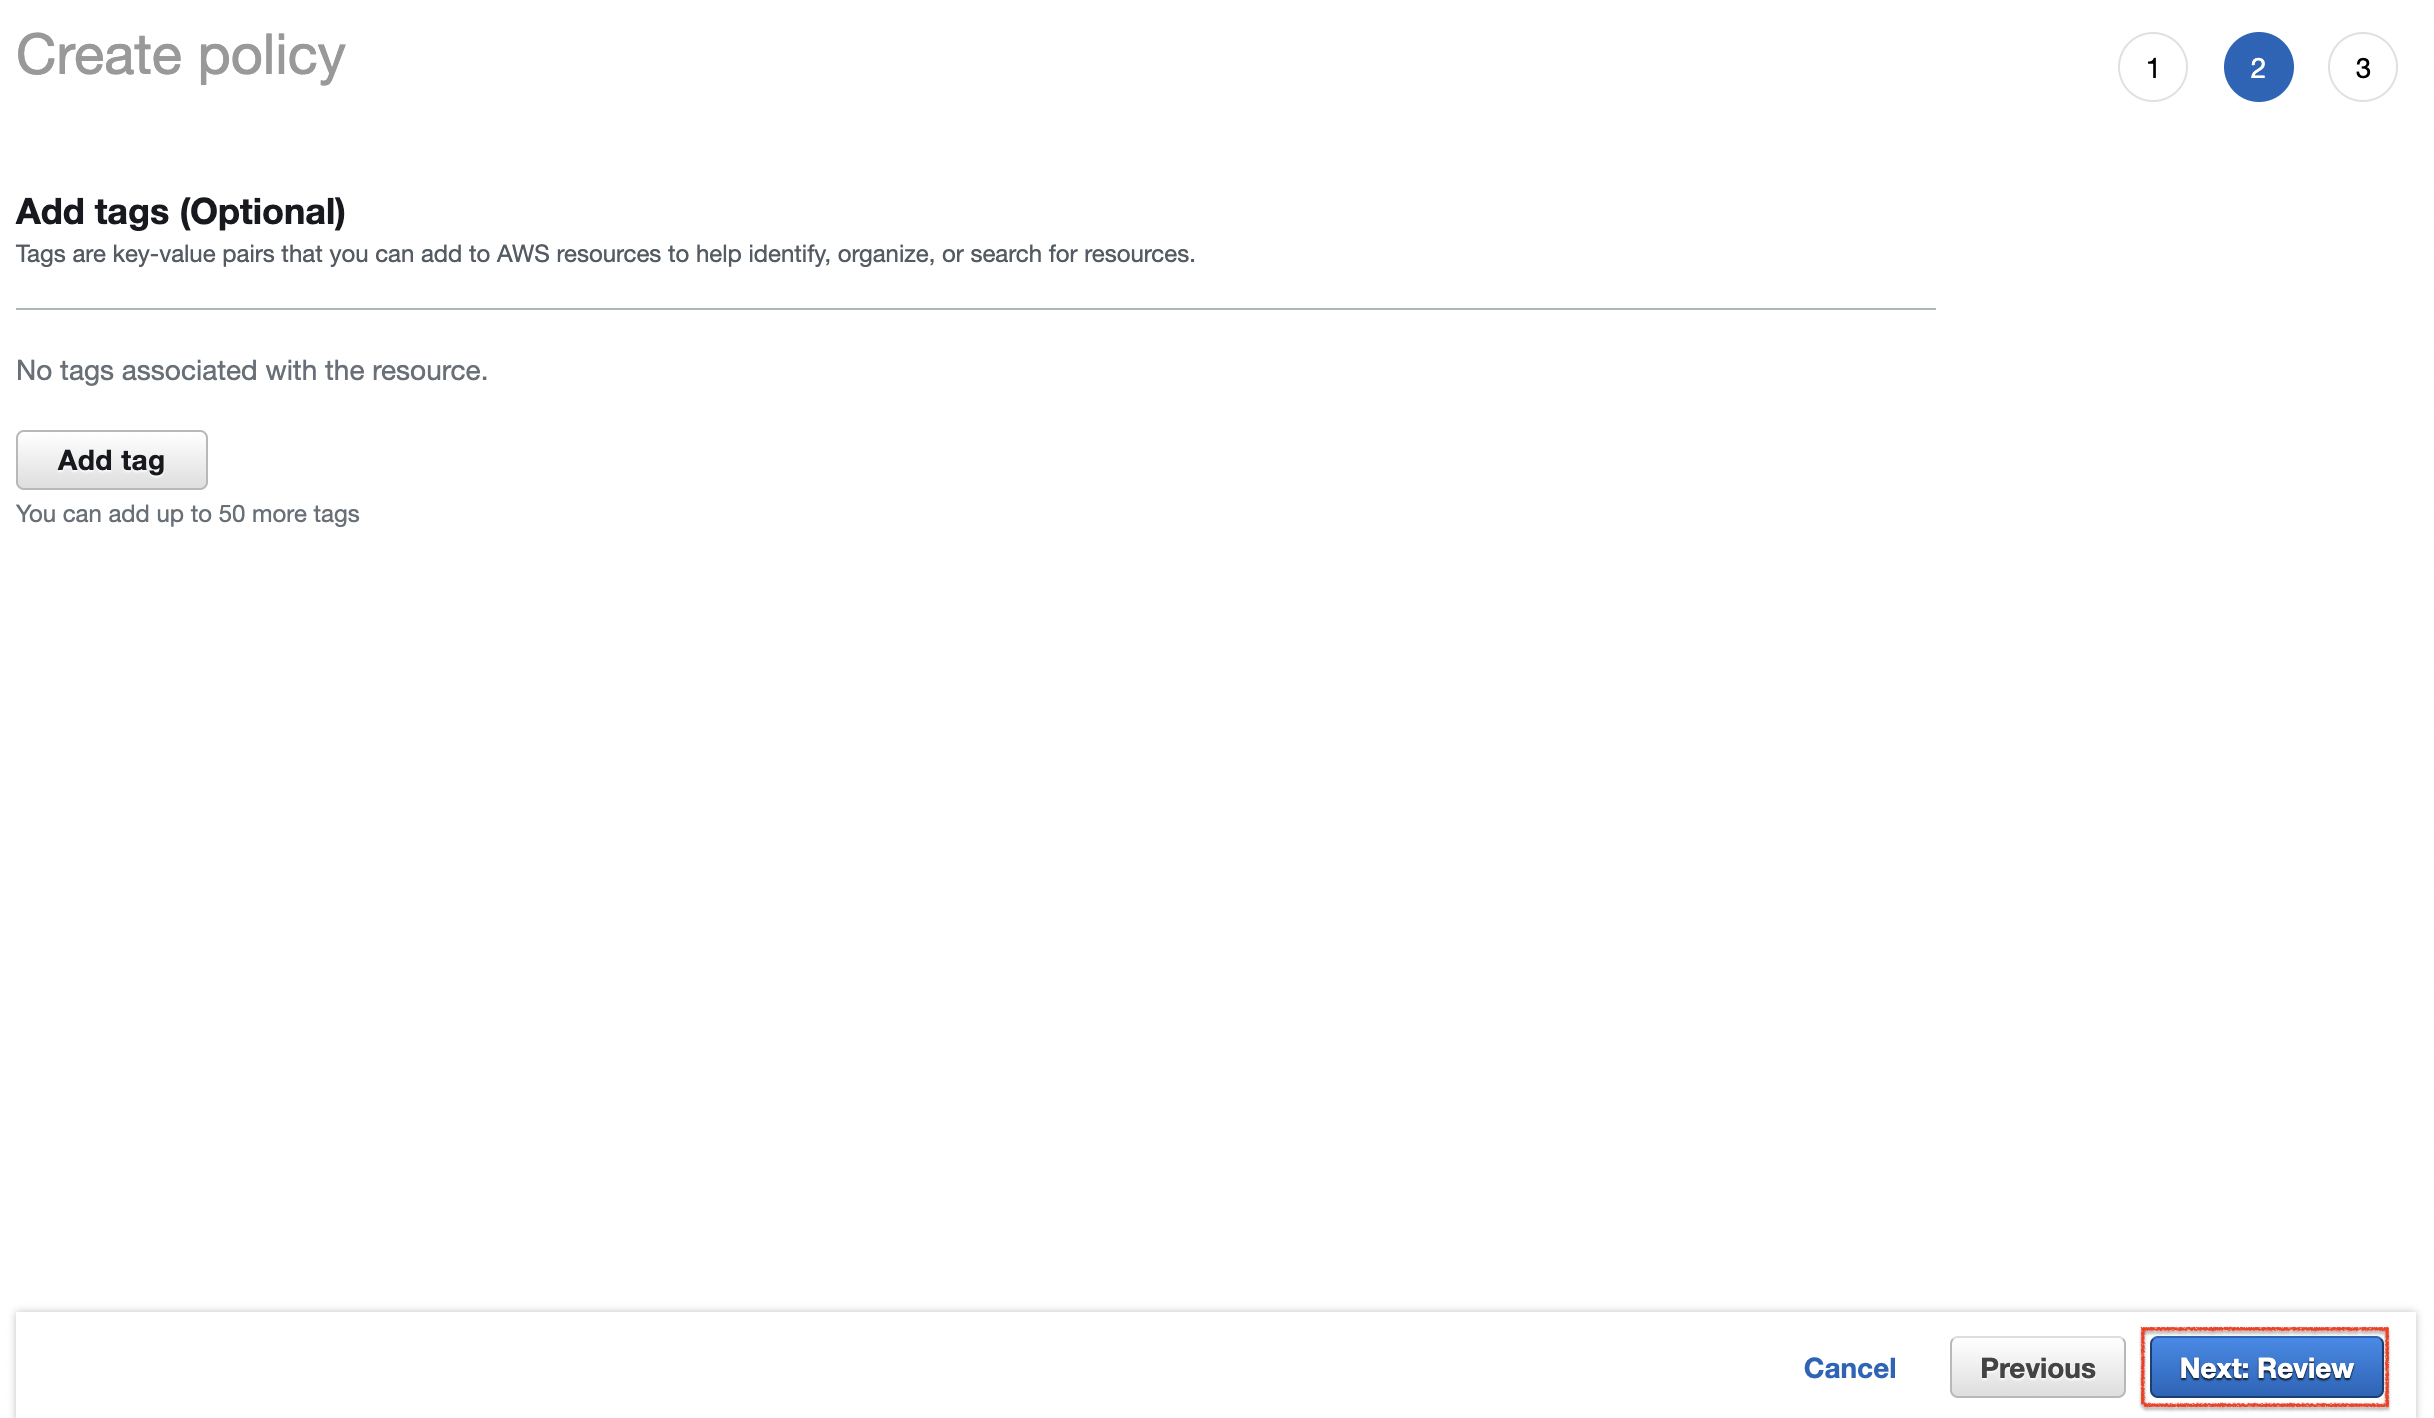 Create policy
1 2 3
Add tags (Optional)
Tags are key-value pairs that you can add to AWS resources to help identify, organize, or search for resources.
No tags associated with the resource.
Add tag
You can add up to 50 more tags
Cancel Previous Next: Review